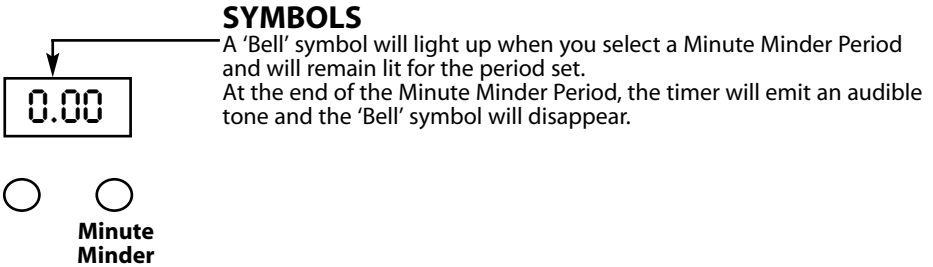 SYMBOLS
A ‘Bell’ symbol will light up when you select a Minute Minder Period
and will remain lit for the period set.
At the end of the Minute Minder Period, the timer will emit an audible
tone and the ‘Bell’ symbol will disappear.
0.00
Minute
Minder